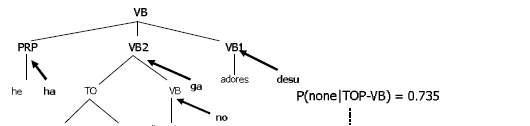 VB
PRP VB2 VB1
he ha TO ga VB adores desu
no
P(none|TOP-VB) = 0.735